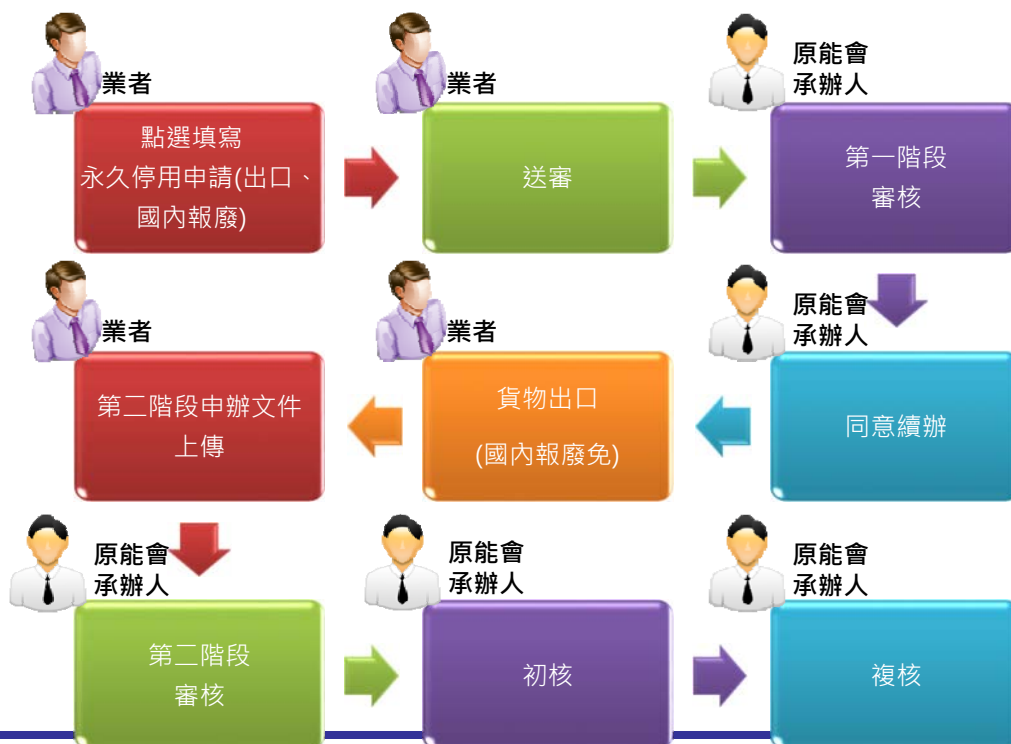 業者
點選填寫
永久停用申請(出口、
國內報廢)
業者
送審
原能會
承辦人
第一階段
審核
原能會
承辦人
同意續辦
業者
貨物出口
(國內報廢免)
業者
第二階段申辦文件
上傳
原能會
承辦人
第二階段
審核
原能會
承辦人
初核
原能會
承辦人
複核